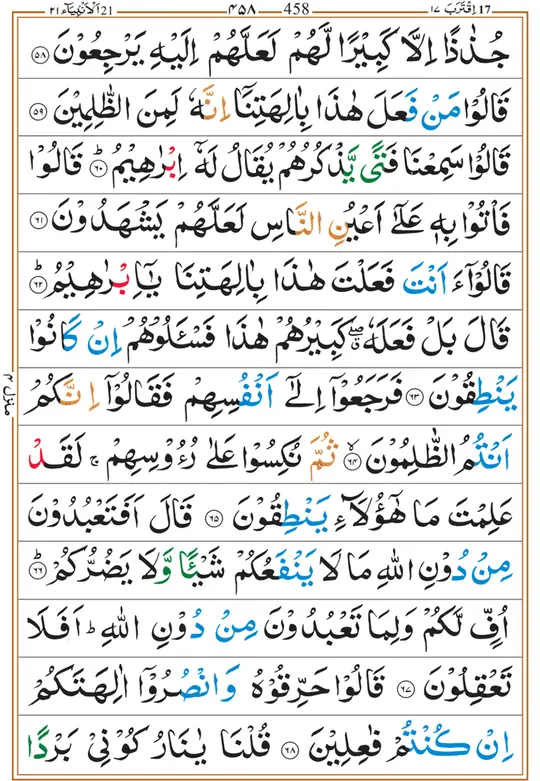 17 اِقْتَرَبَ ١٧ 458 ٤٥٨ 21 اَلْاَنْۢبِيَآء ٢١
جُذٰذًا اِلَّا كَبِيْرًا لَّهُمْ لَعَلَّهُمْ اِلَيْهِ يَرْجِعُوْنَ ۝٥٨
قَالُوْا مَنْ فَعَلَ هٰذَا بِاٰلِهَتِنَاۤ اِنَّهٗ لَمِنَ الظّٰلِمِيْنَ ۝٥٩
قَالُوْا سَمِعْنَا فَتًى يَّذْكُرُهُمْ يُقَالُ لَهٗۤ اِبْرٰهِيْمُ ۝٦٠ؕ قَالُوْا
فَاْتُوْا بِهٖ عَلٰۤى اَعْيُنِ النَّاسِ لَعَلَّهُمْ يَشْهَدُوْنَ ۝٦١
قَالُوْۤا ءَاَنْتَ فَعَلْتَ هٰذَا بِاٰلِهَتِنَا يٰۤاِبْرٰهِيْمُ ۝٦٢ؕ
قَالَ بَلْ فَعَلَهٗ ۖۗ كَبِيْرُهُمْ هٰذَا فَسْـَٔلُوْهُمْ اِنْ كَانُوْا
يَنْطِقُوْنَ ۝٦٣ فَرَجَعُوْۤا اِلٰۤى اَنْفُسِهِمْ فَقَالُوْۤا اِنَّكُمْ
اَنْتُمُ الظّٰلِمُوْنَ ۝٦٤ۙ ثُمَّ نُكِسُوْا عَلٰى رُءُوْسِهِمْ ۚ لَقَدْ
عَلِمْتَ مَا هٰۤؤُلَآءِ يَنْطِقُوْنَ ۝٦٥ قَالَ اَفَتَعْبُدُوْنَ
مِنْ دُوْنِ اللّٰهِ مَا لَا يَنْفَعُكُمْ شَيْـًٔا وَّلَا يَضُرُّكُمْ ۝٦٦ؕ
اُفٍّ لَّكُمْ وَلِمَا تَعْبُدُوْنَ مِنْ دُوْنِ اللّٰهِ ؕ اَفَلَا
تَعْقِلُوْنَ ۝٦٧ قَالُوْا حَرِّقُوْهُ وَانْصُرُوْۤا اٰلِهَتَكُمْ
اِنْ كُنْتُمْ فٰعِلِيْنَ ۝٦٨ قُلْنَا يٰنَارُ كُوْنِيْ بَرْدًا
منزل ٤